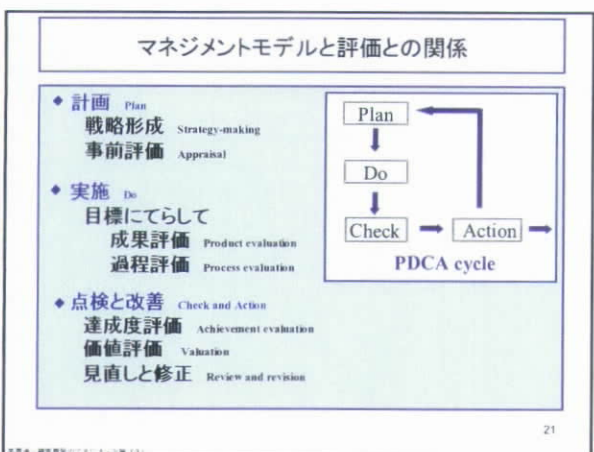 マネジメントモデルと評価との関係
◆ 計画 Plan
戦略形成 Strategy-making
事前評価 Appraisal
◆ 実施 Do
目標にてらして
成果評価 Product evaluation
過程評価 Process evaluation
◆ 点検と改善 Check and Action
達成度評価 Achievement evaluation
価値評価 Valuation
見直しと修正 Review and revision
Plan
Do
Check
Action
PDCA cycle
21